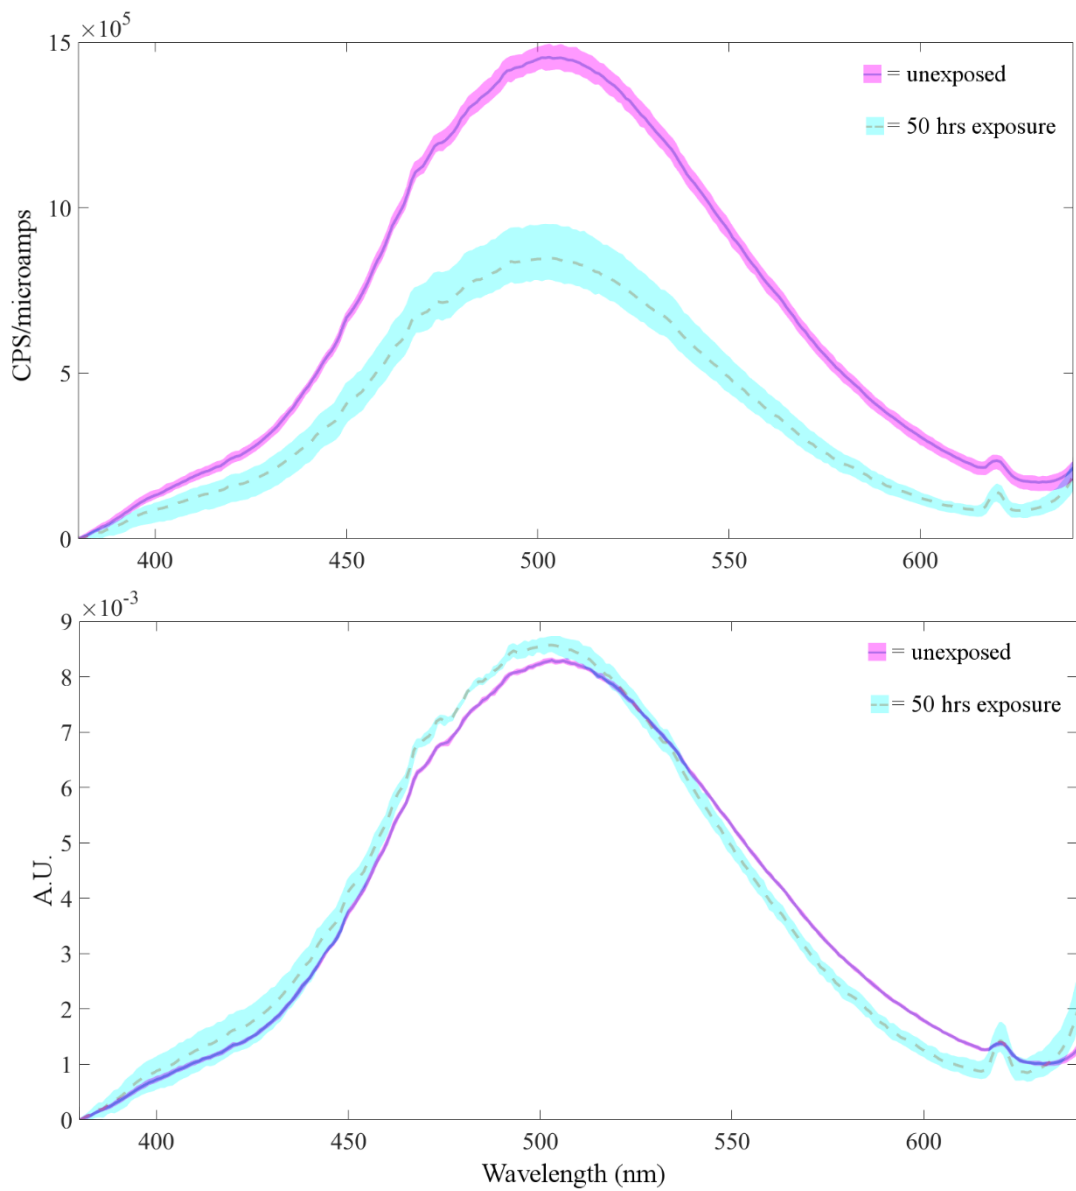 ×10⁵
15
= unexposed
= 50 hrs exposure
10
CPS/microamps
5
0
400 450 500 550 600
×10⁻³
9
= unexposed
8
= 50 hrs exposure
7
6
5
A.U.
4
3
2
1
0
400 450 500 550 600
Wavelength (nm)